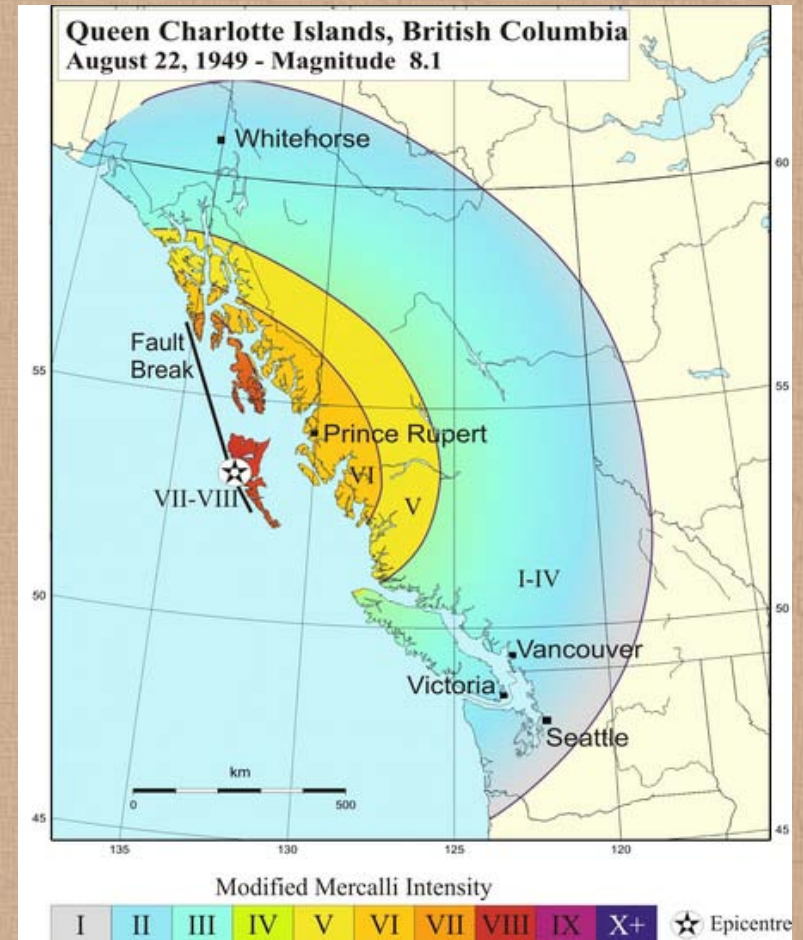 Queen Charlotte Islands, British Columbia
August 22, 1949 - Magnitude 8.1
Whitehorse
60
Fault
Break
55
55
Prince Rupert
VI
VII-VIII
V
I-IV
50
50
Vancouver
Victoria
Seattle
km
0
500
45
45
135
130
125
120
Modified Mercalli Intensity
I II III IV V VI VII VIII IX X+ Epicentre